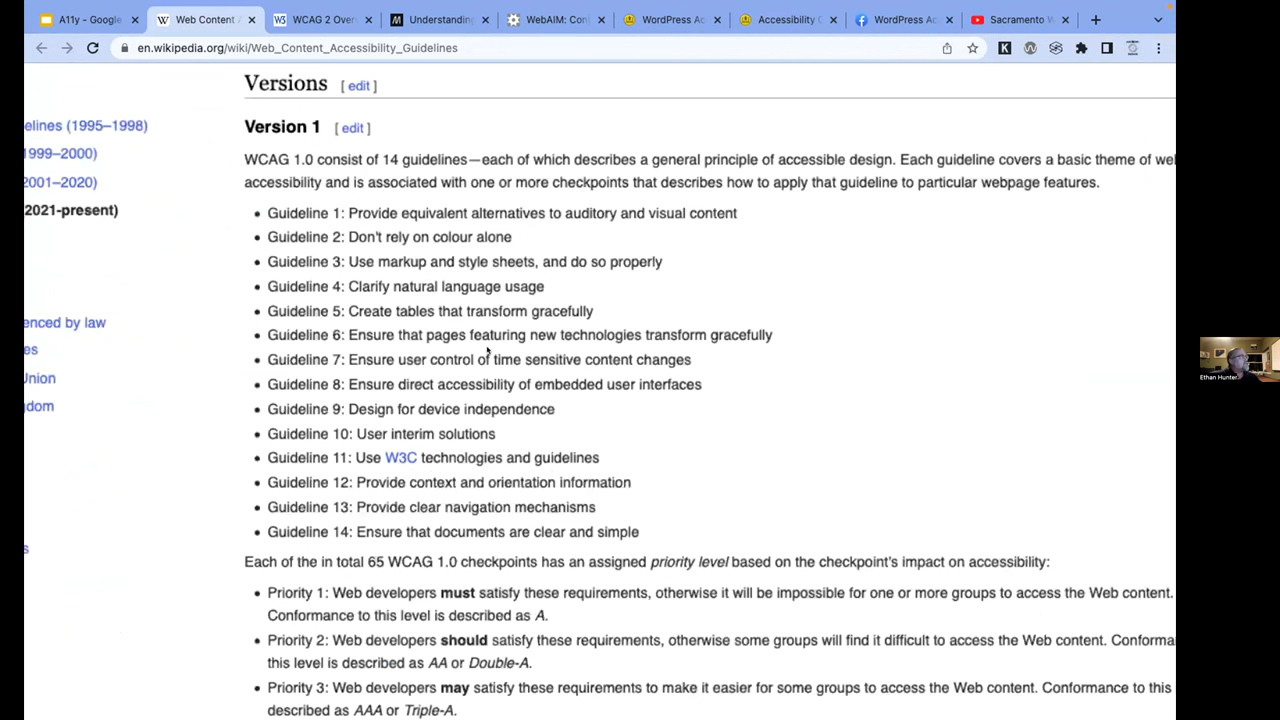 A11y - Google
Web Content A
WCAG 2 Over
Understanding
WebAIM: Con
WordPress Ac
Accessibility C
WordPress Ac
Sacramento W
en.wikipedia.org/wiki/Web_Content_Accessibility_Guidelines
Versions [ edit ]
elines (1995–1998)
1999–2000)
2001–2020)
2021-present)
enced by law
es
Union
gdom
s
Version 1 [ edit ]
WCAG 1.0 consist of 14 guidelines—each of which describes a general principle of accessible design. Each guideline covers a basic theme of we
accessibility and is associated with one or more checkpoints that describes how to apply that guideline to particular webpage features.
• Guideline 1: Provide equivalent alternatives to auditory and visual content
• Guideline 2: Don't rely on colour alone
• Guideline 3: Use markup and style sheets, and do so properly
• Guideline 4: Clarify natural language usage
• Guideline 5: Create tables that transform gracefully
• Guideline 6: Ensure that pages featuring new technologies transform gracefully
• Guideline 7: Ensure user control of time sensitive content changes
• Guideline 8: Ensure direct accessibility of embedded user interfaces
• Guideline 9: Design for device independence
• Guideline 10: User interim solutions
• Guideline 11: Use W3C technologies and guidelines
• Guideline 12: Provide context and orientation information
• Guideline 13: Provide clear navigation mechanisms
• Guideline 14: Ensure that documents are clear and simple
Each of the in total 65 WCAG 1.0 checkpoints has an assigned priority level based on the checkpoint's impact on accessibility:
• Priority 1: Web developers must satisfy these requirements, otherwise it will be impossible for one or more groups to access the Web content.
Conformance to this level is described as A.
• Priority 2: Web developers should satisfy these requirements, otherwise some groups will find it difficult to access the Web content. Conforma
this level is described as AA or Double-A.
• Priority 3: Web developers may satisfy these requirements to make it easier for some groups to access the Web content. Conformance to this
described as AAA or Triple-A.
Ethan Hunter